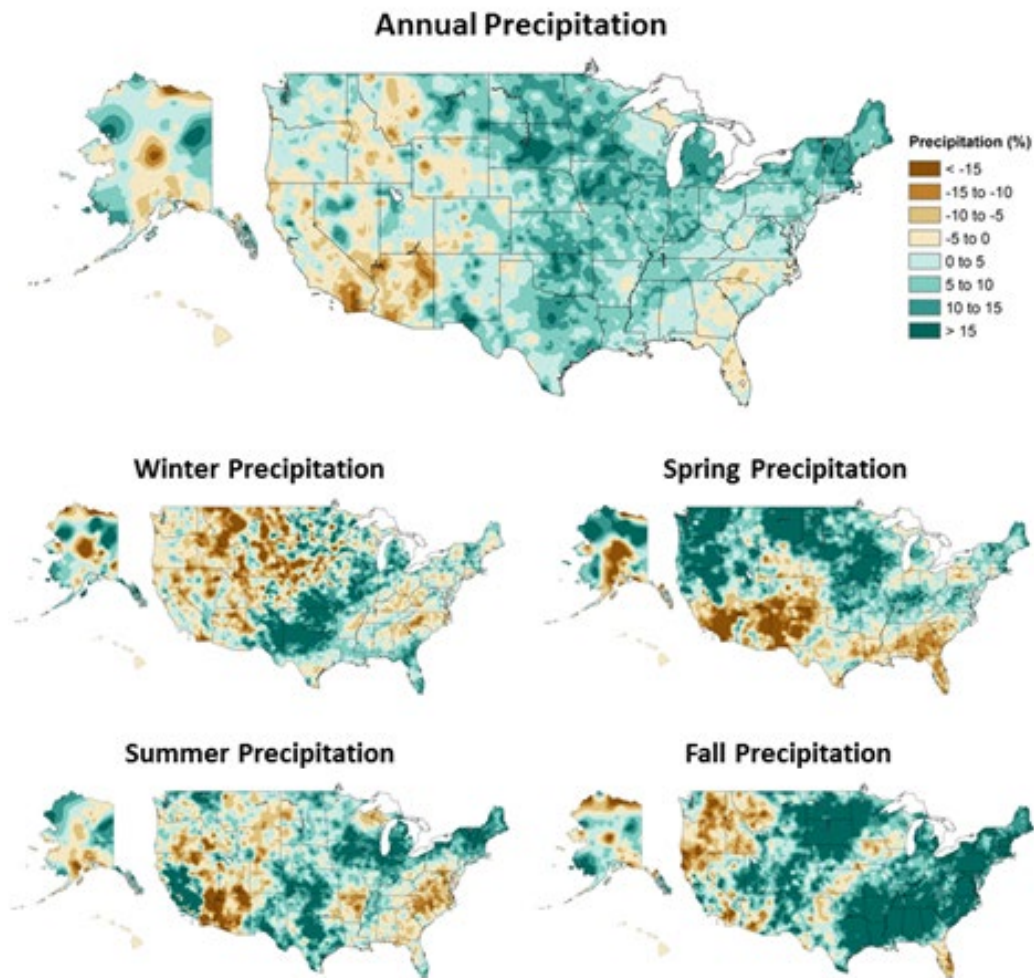 Annual Precipitation
Precipitation (%)
< -15
-15 to -10
-10 to -5
-5 to 0
0 to 5
5 to 10
10 to 15
> 15
Winter Precipitation
Spring Precipitation
Summer Precipitation
Fall Precipitation